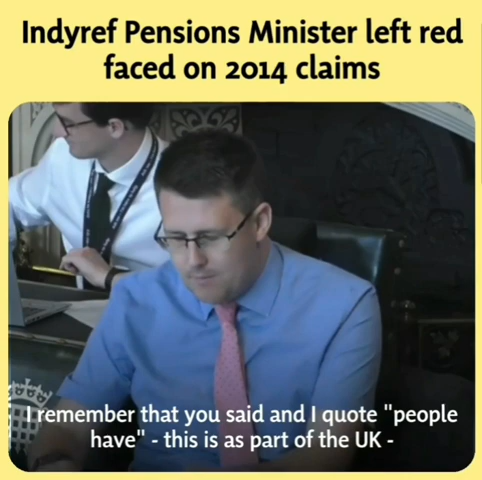 Indyref Pensions Minister left red
faced on 2014 claims
I remember that you said and I quote "people
have" - this is as part of the UK -